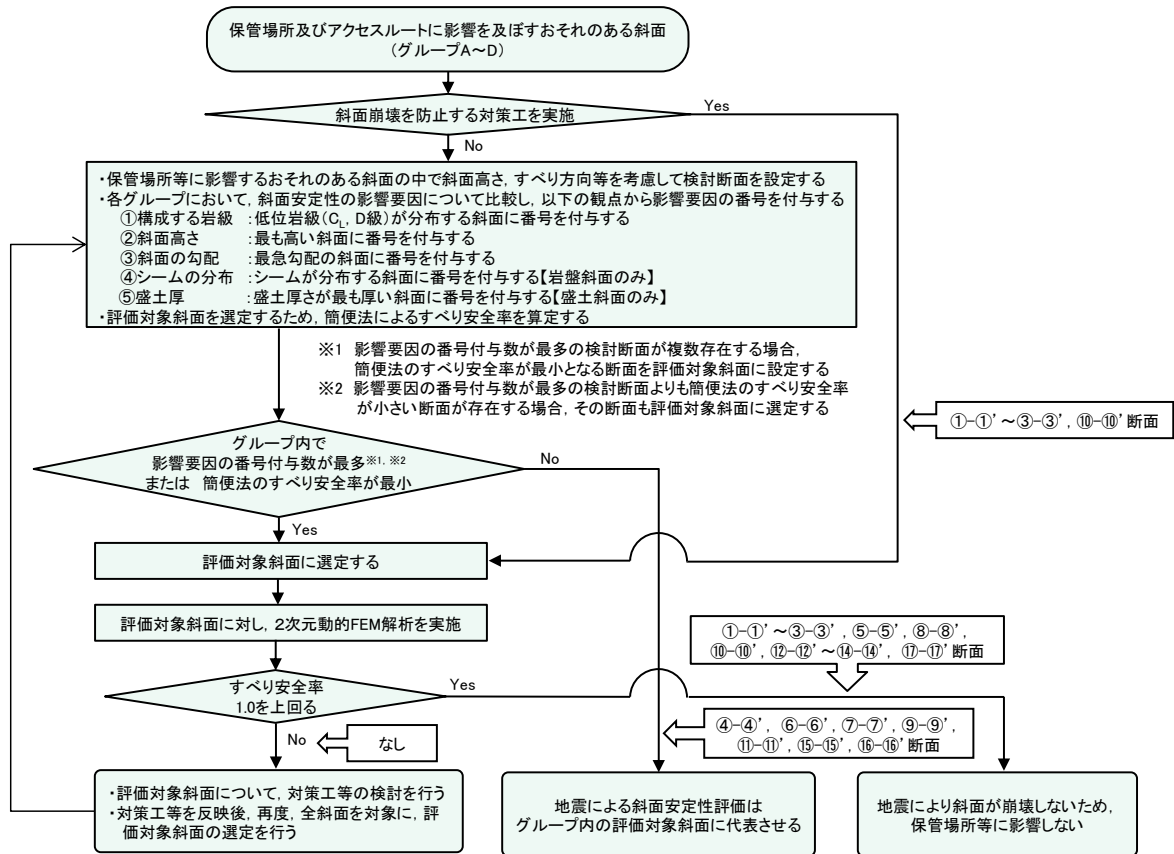 保管場所及びアクセスルートに影響を及ぼすおそれのある斜面
(グループA～D)
斜面崩壊を防止する対策工を実施
Yes
No
・保管場所等に影響するおそれのある斜面の中で斜面高さ，すべり方向等を考慮して検討断面を設定する
・各グループにおいて，斜面安定性の影響要因について比較し，以下の観点から影響要因の番号を付与する
①構成する岩級 ：低位岩級(CL，D級)が分布する斜面に番号を付与する
②斜面高さ ：最も高い斜面に番号を付与する
③斜面の勾配 ：最急勾配の斜面に番号を付与する
④シームの分布 ：シームが分布する斜面に番号を付与する【岩盤斜面のみ】
⑤盛土厚 ：盛土厚さが最も厚い斜面に番号を付与する【盛土斜面のみ】
・評価対象斜面を選定するため，簡便法によるすべり安全率を算定する
※1 影響要因の番号付与数が最多の検討断面が複数存在する場合，
簡便法のすべり安全率が最小となる断面を評価対象斜面に設定する
※2 影響要因の番号付与数が最多の検討断面よりも簡便法のすべり安全率
が小さい断面が存在する場合，その断面も評価対象斜面に選定する
①-①’～③-③’，⑩-⑩’断面
グループ内で
影響要因の番号付与数が最多※1，※2
または 簡便法のすべり安全率が最小
No
Yes
評価対象斜面に選定する
評価対象斜面に対し，2次元動的FEM解析を実施
①-①’～③-③’，⑤-⑤’，⑧-⑧’，
⑩-⑩’，⑫-⑫’～⑭-⑭’，⑰-⑰’断面
すべり安全率
1.0を上回る
Yes
No
なし
④-④’，⑥-⑥’，⑦-⑦’，⑨-⑨’，
⑪-⑪’，⑮-⑮’，⑯-⑯’断面
・評価対象斜面について，対策工等の検討を行う
・対策工等を反映後，再度，全斜面を対象に，評
価対象斜面の選定を行う
地震による斜面安定性評価は
グループ内の評価対象斜面に代表させる
地震により斜面が崩壊しないため，
保管場所等に影響しない